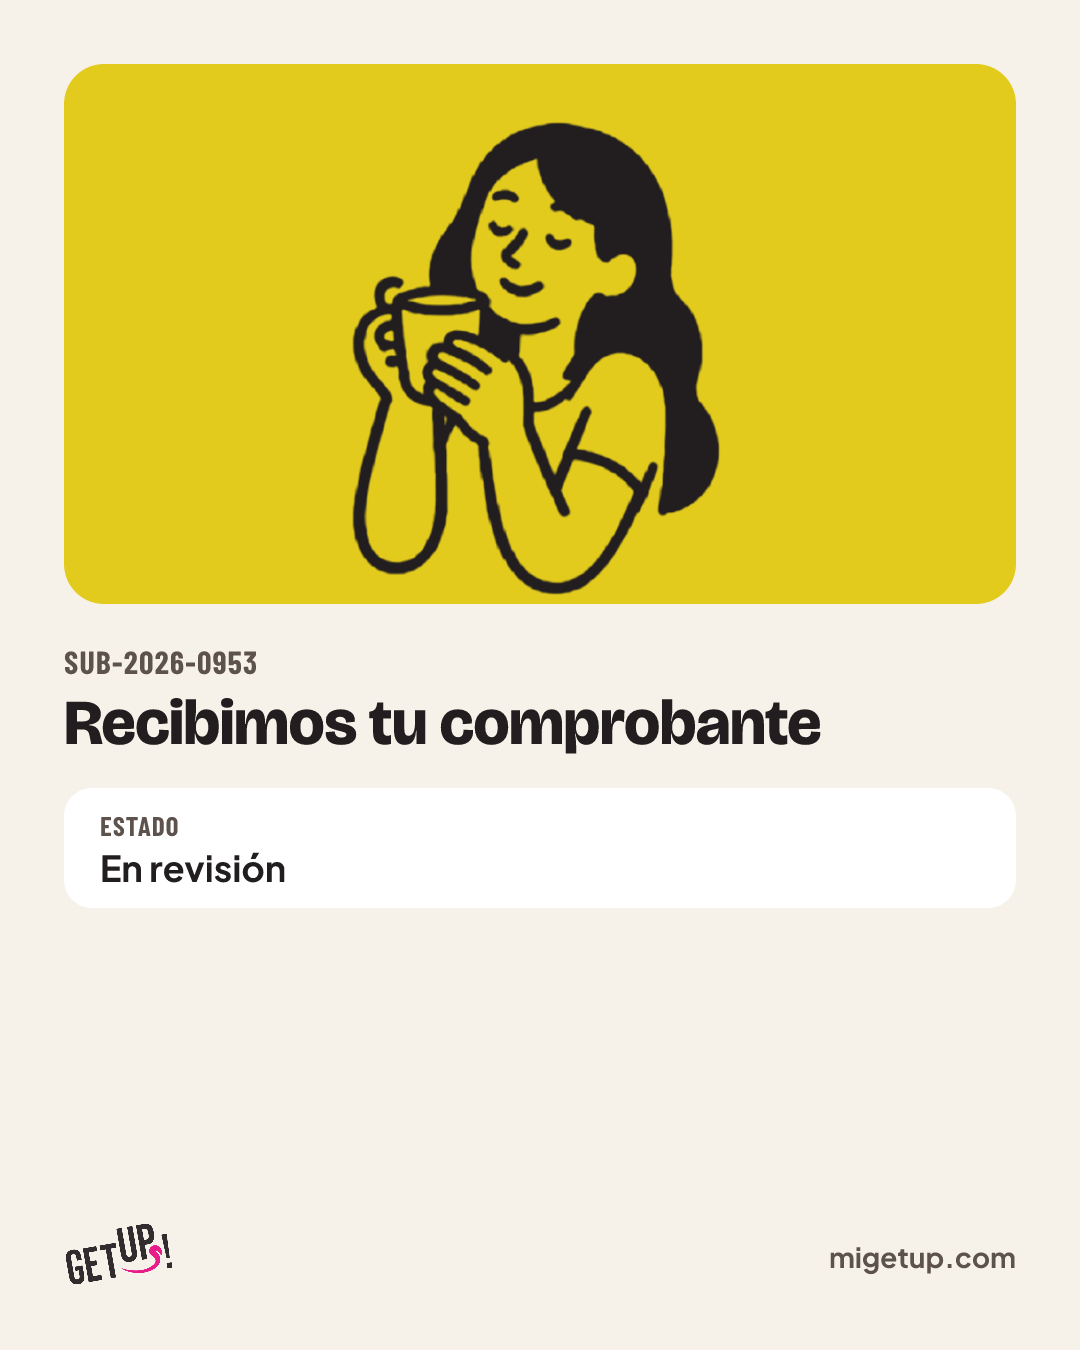 SUB-2026-0953
Recibimos tu comprobante
ESTADO
En revisión
GETUP!
migetup.com